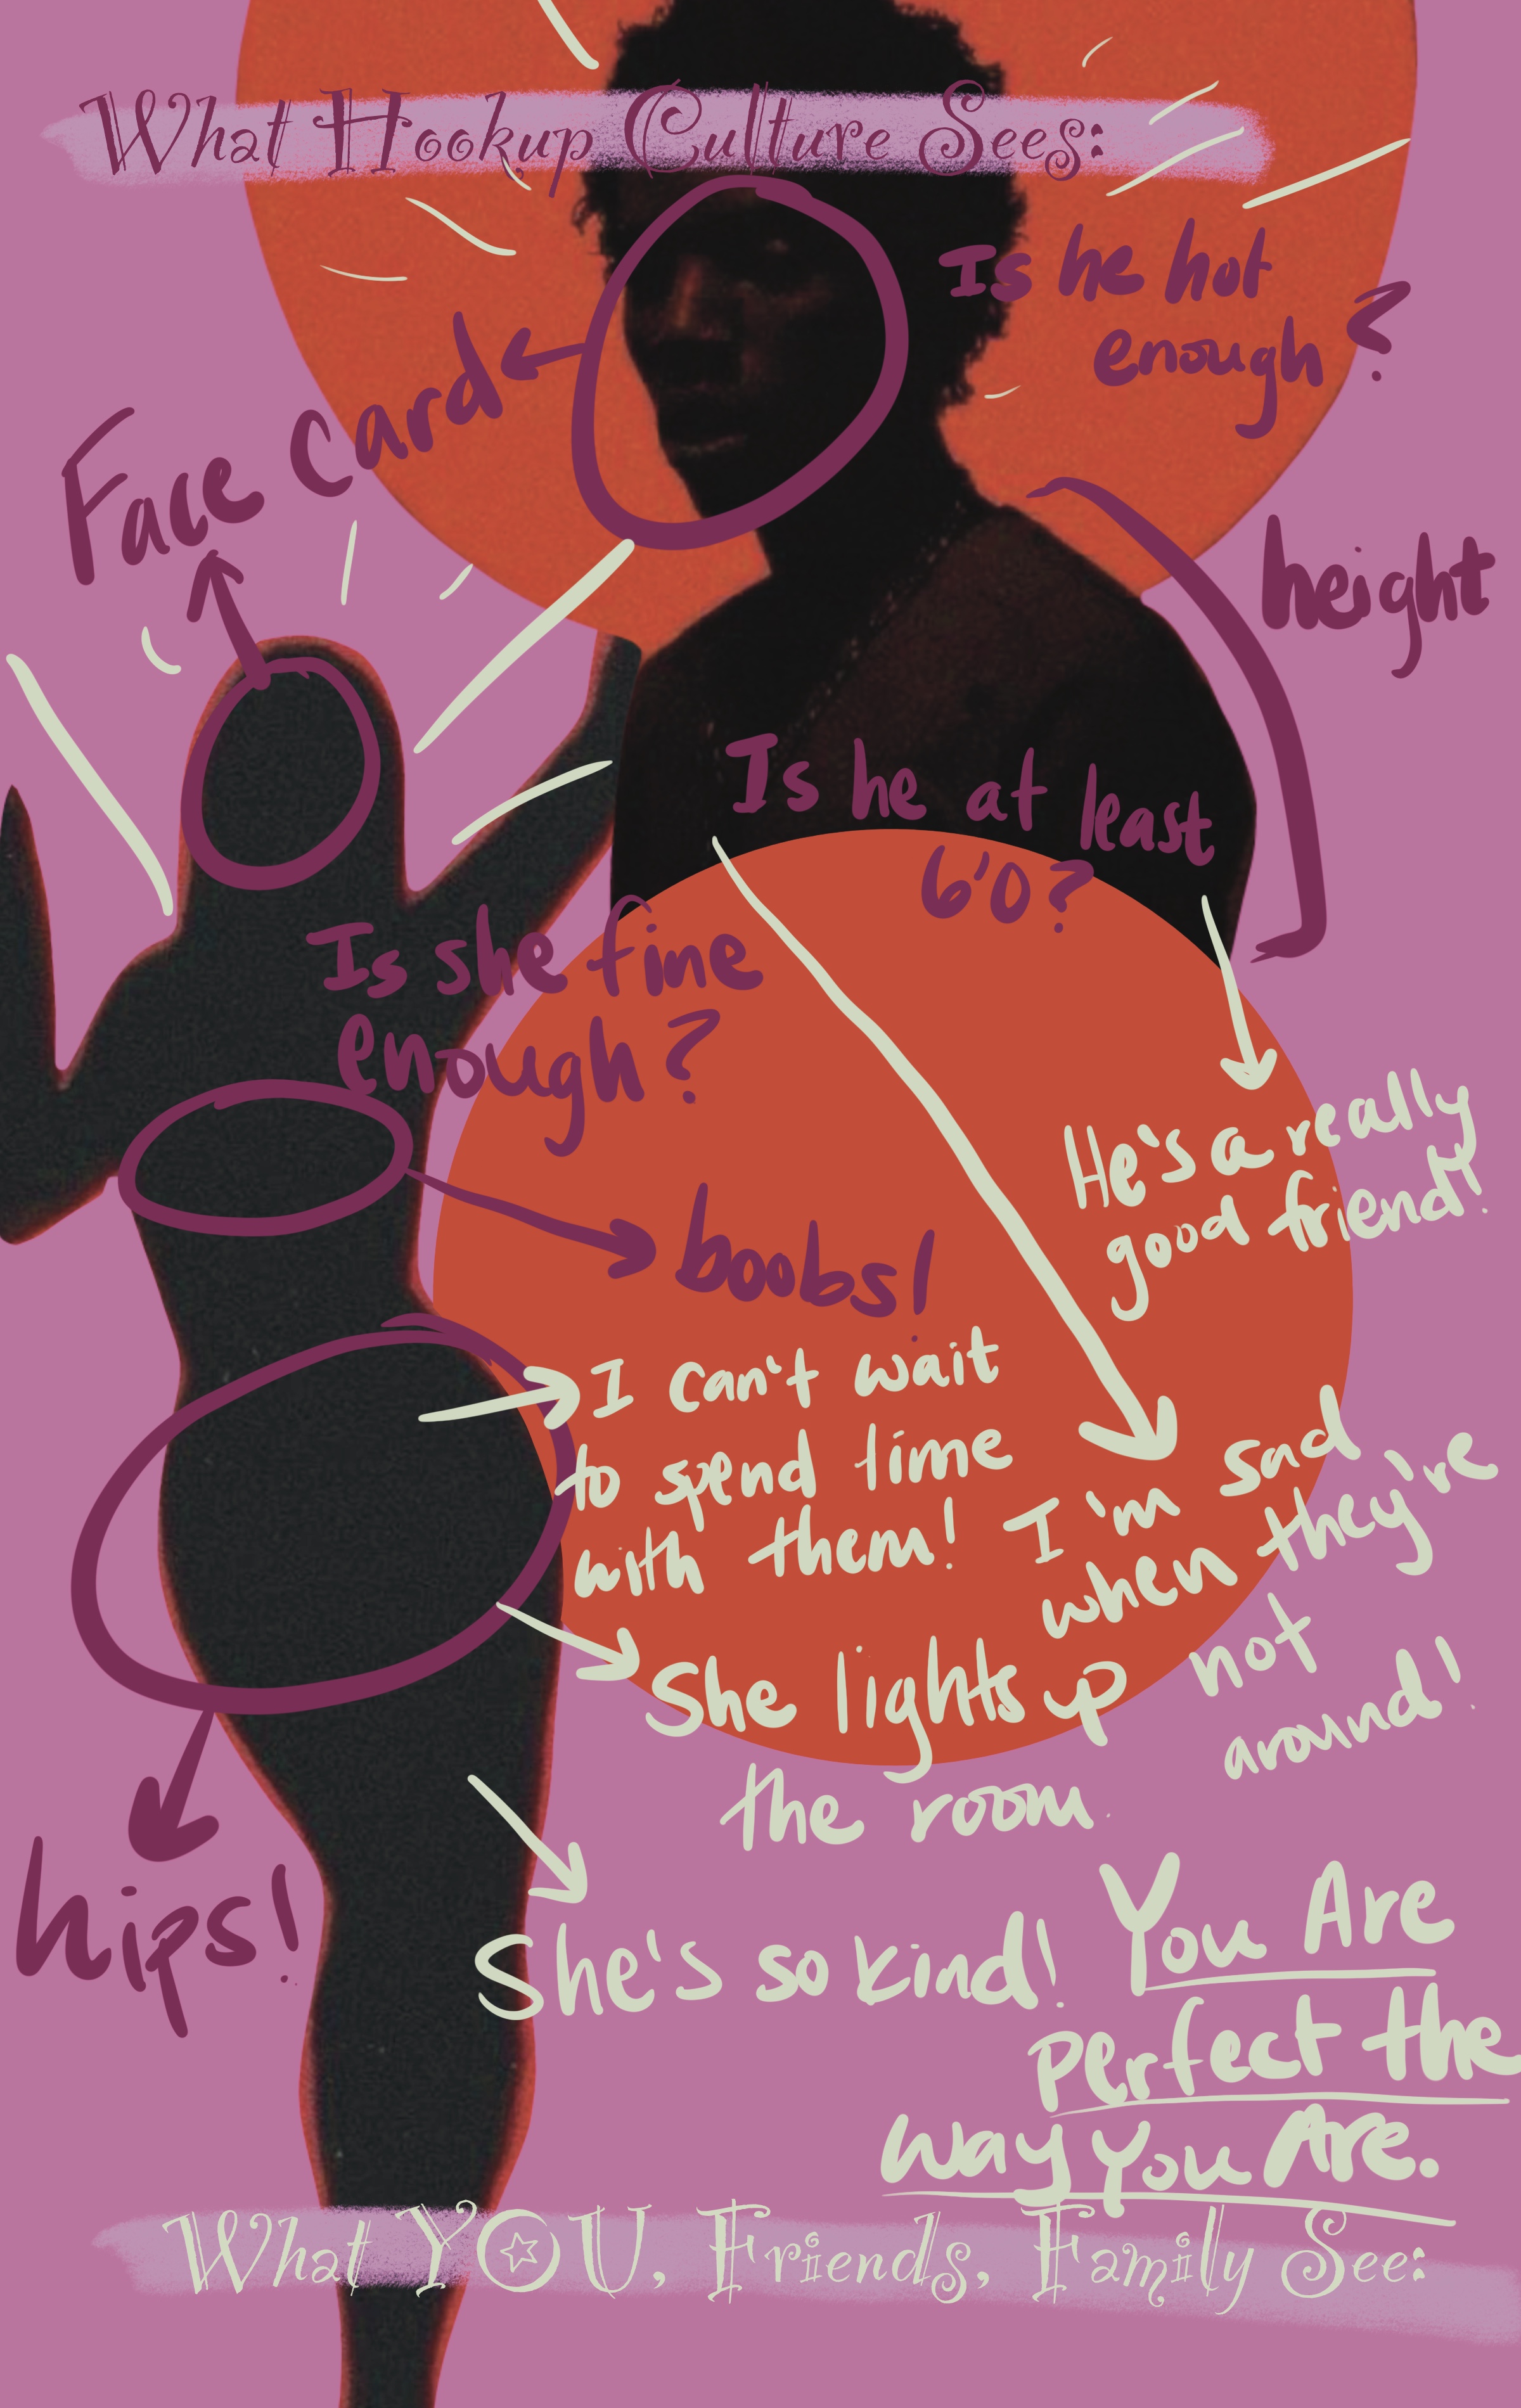 What Hookup Culture Sees:
Is he hot
enough?
Face Card
height
Is he at least
6'0?
Is she fine
enough?
boobs!
hips!
He's a really
good friend!
I can't wait
to spend time
with them!
I'm sad
when they're
not
around!
She lights up
the room.
She's so kind!
You Are
perfect the
way You Are.
What YOU, Friends, Family See: